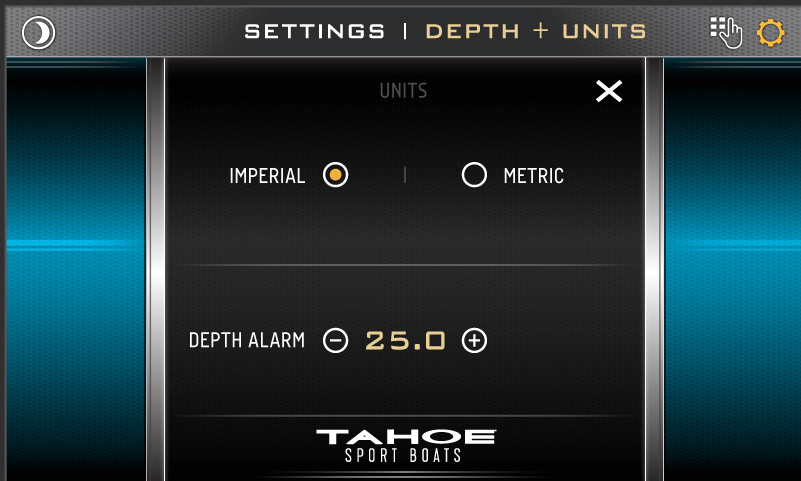 SETTINGS | DEPTH + UNITS
UNITS
IMPERIAL | METRIC
DEPTH ALARM 25.0
TAHOE
SPORT BOATS